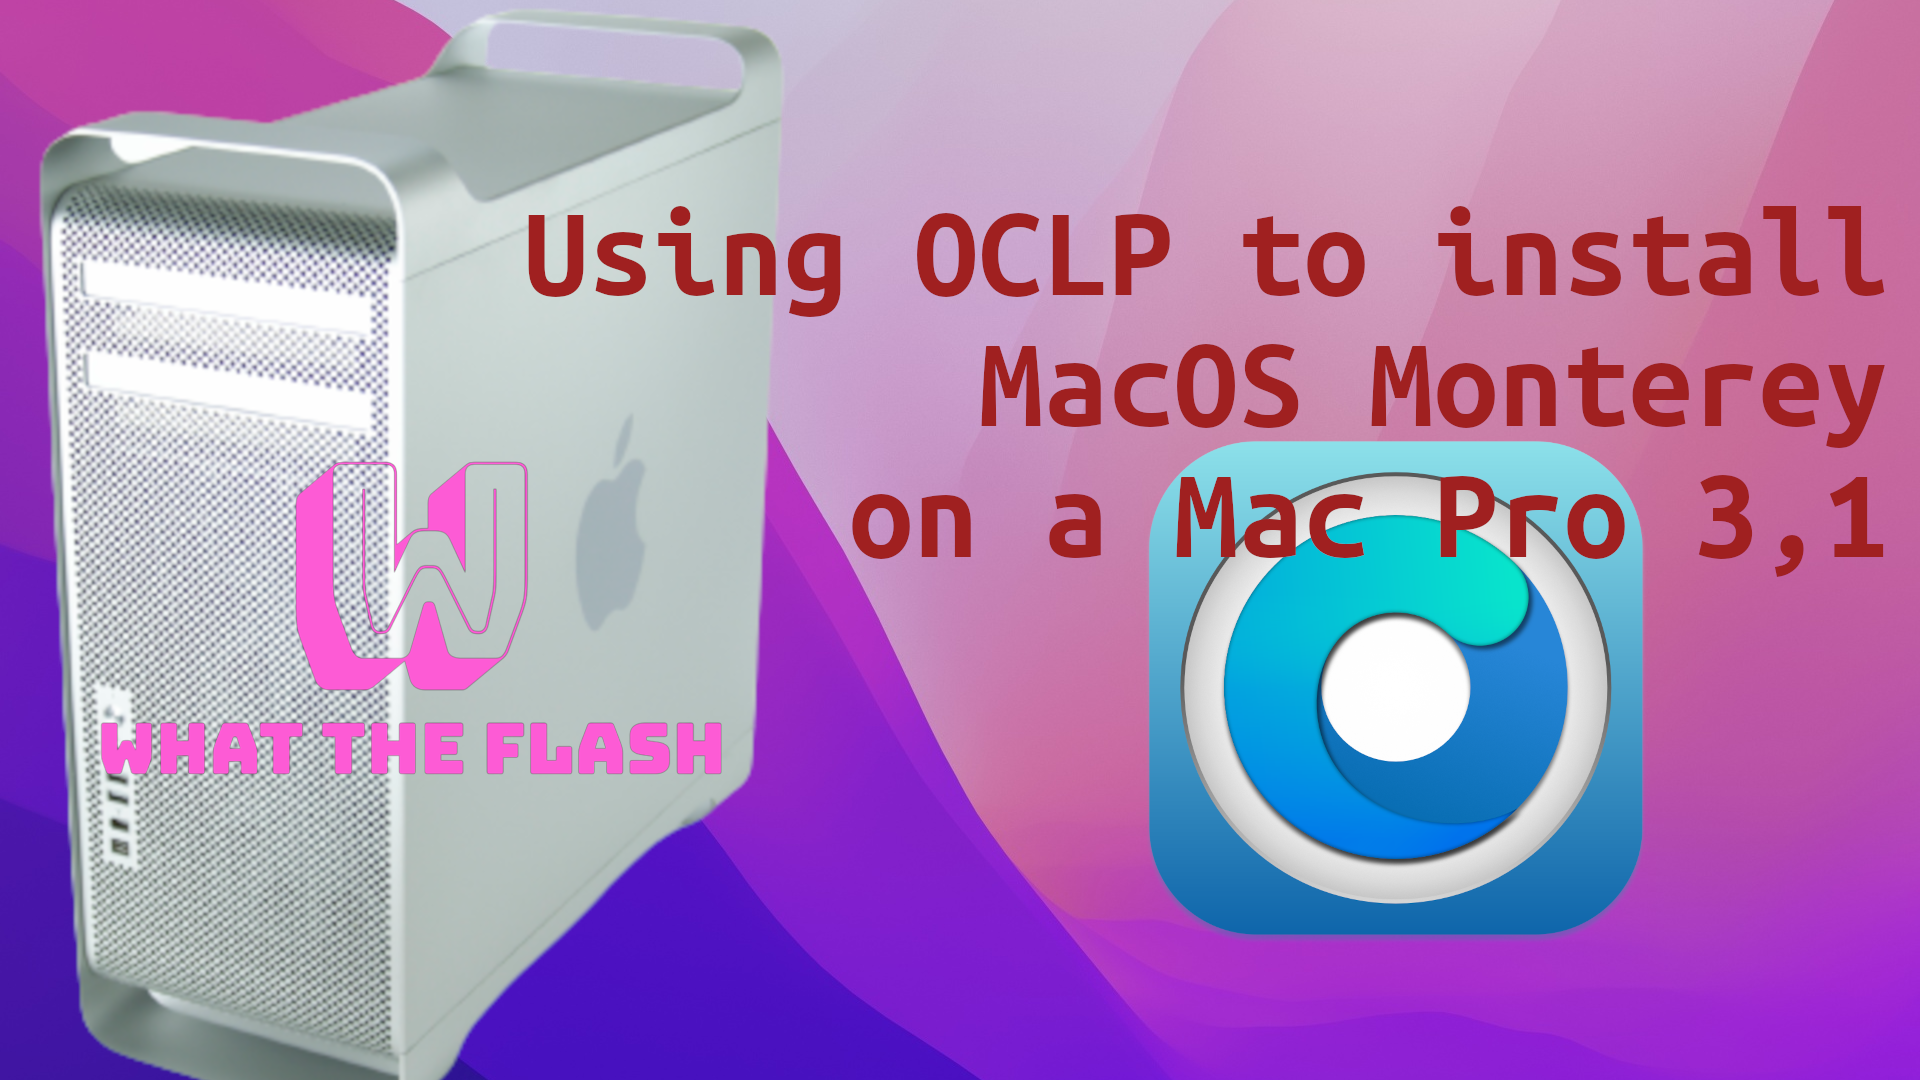 Using OCLP to install
MacOS Monterey
on a Mac Pro 3,1
W
WHAT THE FLASH